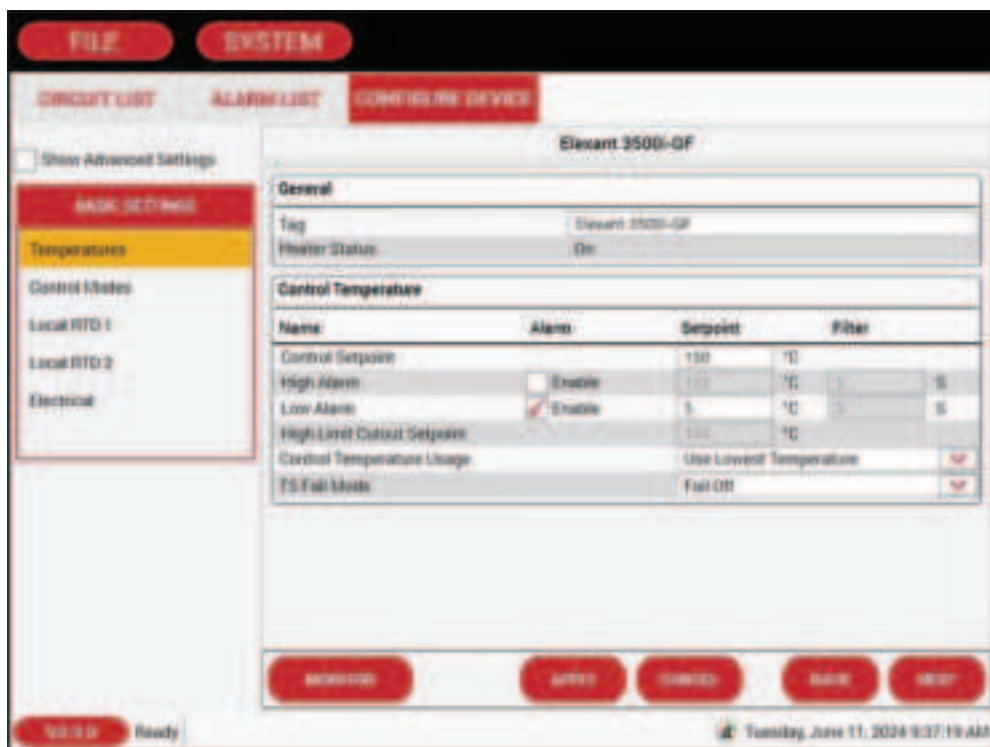 FILE SYSTEM
CIRCUIT LIST ALARM LIST CONFIGURE DEVICE
Show Advanced Settings
BASIC SETTINGS
Temperatures
Control Modes
Local RTD 1
Local RTD 2
Electrical
Elexant 3500i-GF
General
Tag Elexant 3500i-GF
Heater Status On
Control Temperature
Name Alarm Setpoint Filter
Control Setpoint 150 °C
High Alarm Enable °C S
Low Alarm Enable 5 °C S
High Limit Cutout Setpoint °C
Control Temperature Usage Use Lowest Temperature
TS Fail Mode Fail Off
APPLY CANCEL BACK NEXT
Ready Tuesday, June 11, 2024 9:37:19 AM